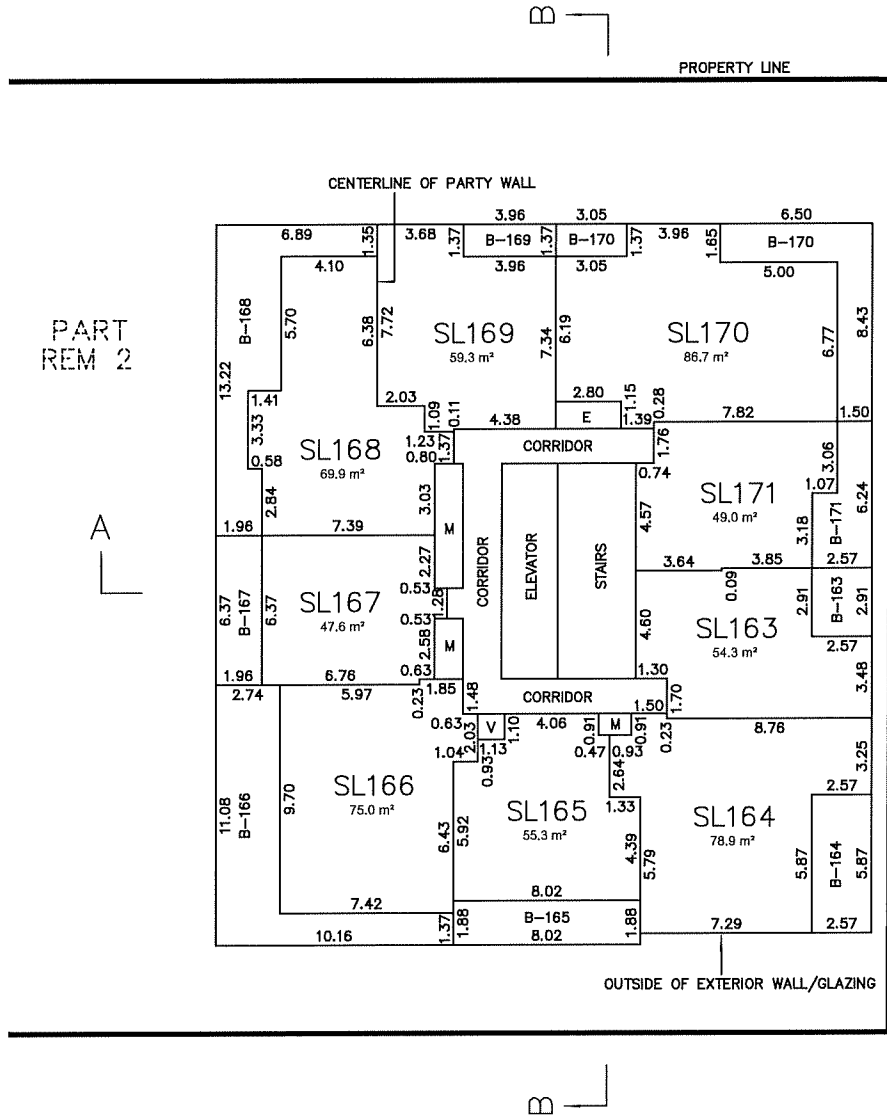 B
PROPERTY LINE
CENTERLINE OF PARTY WALL
3.96 3.05 6.50
6.89 1.35 3.68 1.37 B-169 1.37 B-170 1.37 3.96 1.65 B-170
4.10 3.96 3.05 5.00
PART
REM 2
B-168 5.70 6.38 7.72 SL169 7.34 6.19 SL170 6.77 8.43
59.3 m² 86.7 m²
13.22
1.41 2.03 1.09 0.11 2.80 1.15 0.28
E
4.38 1.39 7.82 1.50
3.33 SL168 1.23 1.37 CORRIDOR 1.76 3.06
69.9 m² 0.80 0.74
0.58 SL171 1.07 6.24
49.0 m²
2.84 3.03 M 4.57 3.18 B-171
A
1.96 7.39 CORRIDOR ELEVATOR STAIRS
2.27 3.64 3.85 2.57
0.09
6.37 B-167 6.37 SL167 0.53 1.28 2.91 B-163 2.91
47.6 m² 0.53 4.60 SL163
54.3 m²
2.58 M 2.57
1.96 6.76 0.63 1.30 3.48
2.74 5.97 0.23 1.85 1.48 CORRIDOR 1.50 1.70
0.63 V 1.10 4.06 0.91 M 0.91 0.23 8.76
2.03 1.13 0.47 0.93
1.04 0.93 3.25
SL166 2.64 2.57
75.0 m² 1.33
11.08 B-166 9.70 6.43 5.92 SL165 SL164
55.3 m² 78.9 m²
4.39 5.79 5.87 B-164 5.87
7.42 8.02
1.37 1.88 B-165 1.88 7.29 2.57
10.16 8.02
OUTSIDE OF EXTERIOR WALL/GLAZING
B